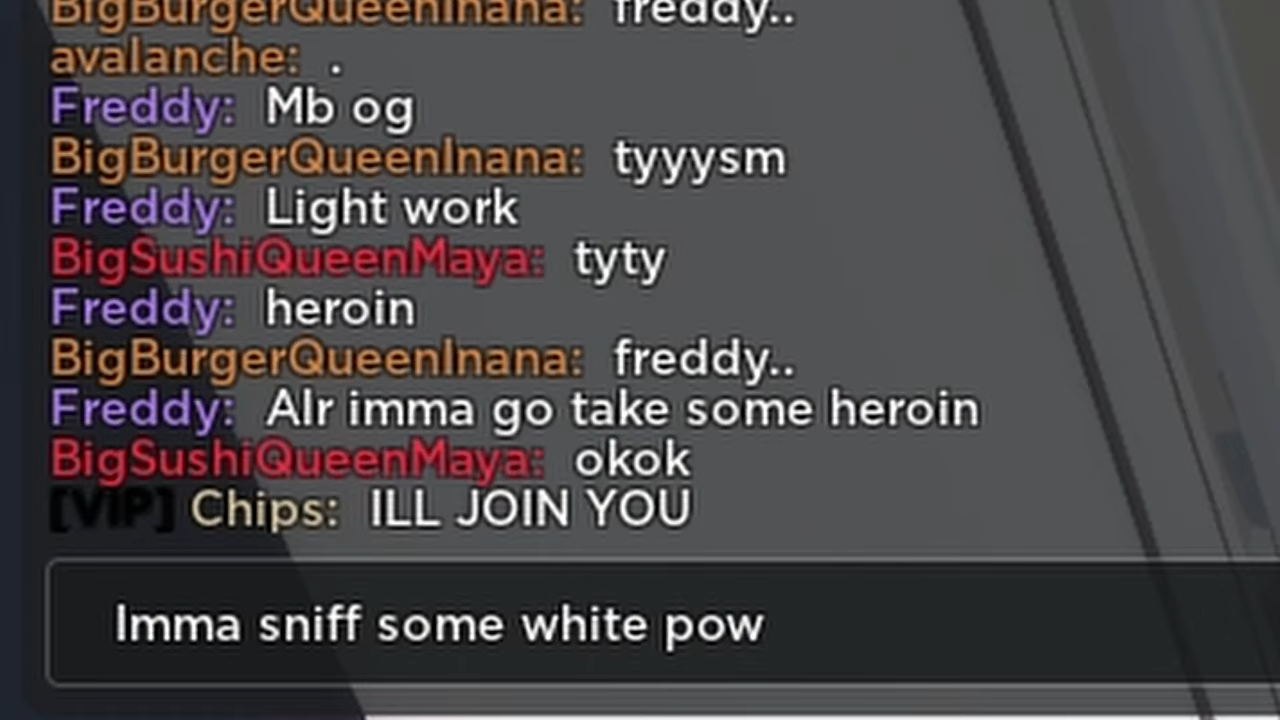 BigBurgerQueenInana: freddy..
avalanche: .
Freddy: Mb og
BigBurgerQueenInana: tyyysm
Freddy: Light work
BigSushiQueenMaya: tyty
Freddy: heroin
BigBurgerQueenInana: freddy..
Freddy: Alr imma go take some heroin
BigSushiQueenMaya: okok
[VIP] Chips: ILL JOIN YOU
Imma sniff some white pow